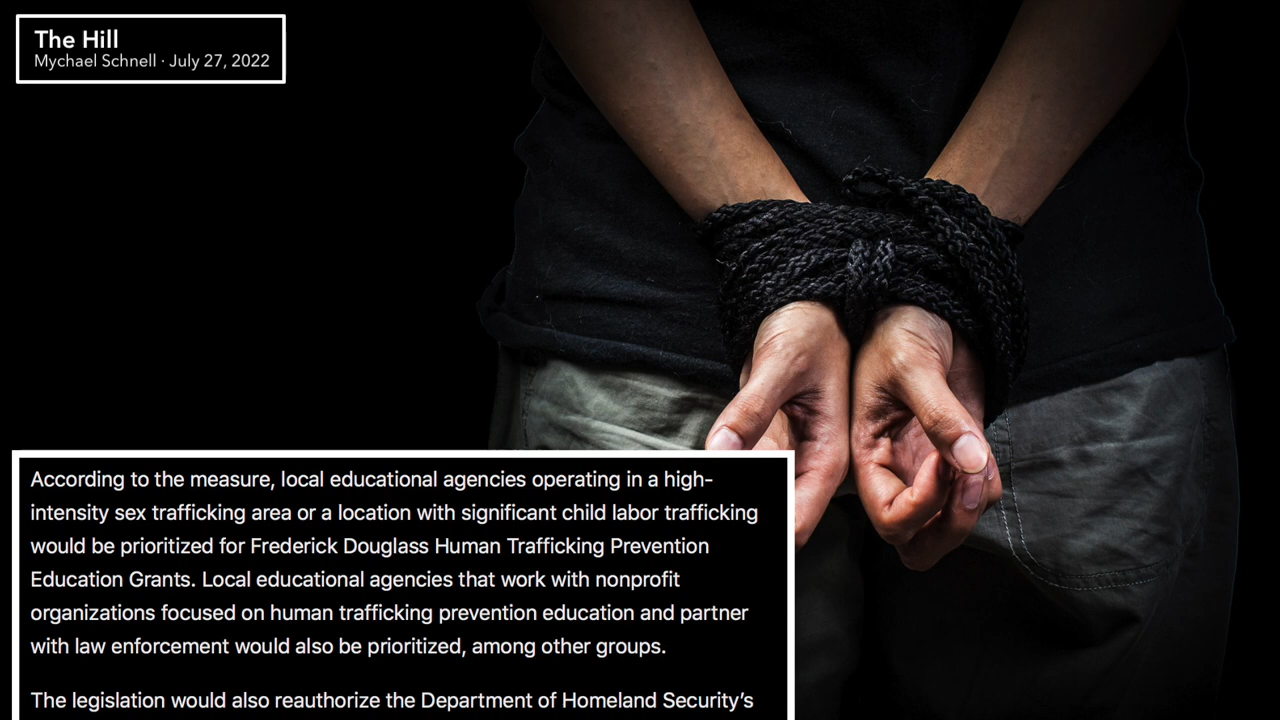 The Hill
Mychael Schnell · July 27, 2022
According to the measure, local educational agencies operating in a high-
intensity sex trafficking area or a location with significant child labor trafficking
would be prioritized for Frederick Douglass Human Trafficking Prevention
Education Grants. Local educational agencies that work with nonprofit
organizations focused on human trafficking prevention education and partner
with law enforcement would also be prioritized, among other groups.
The legislation would also reauthorize the Department of Homeland Security’s